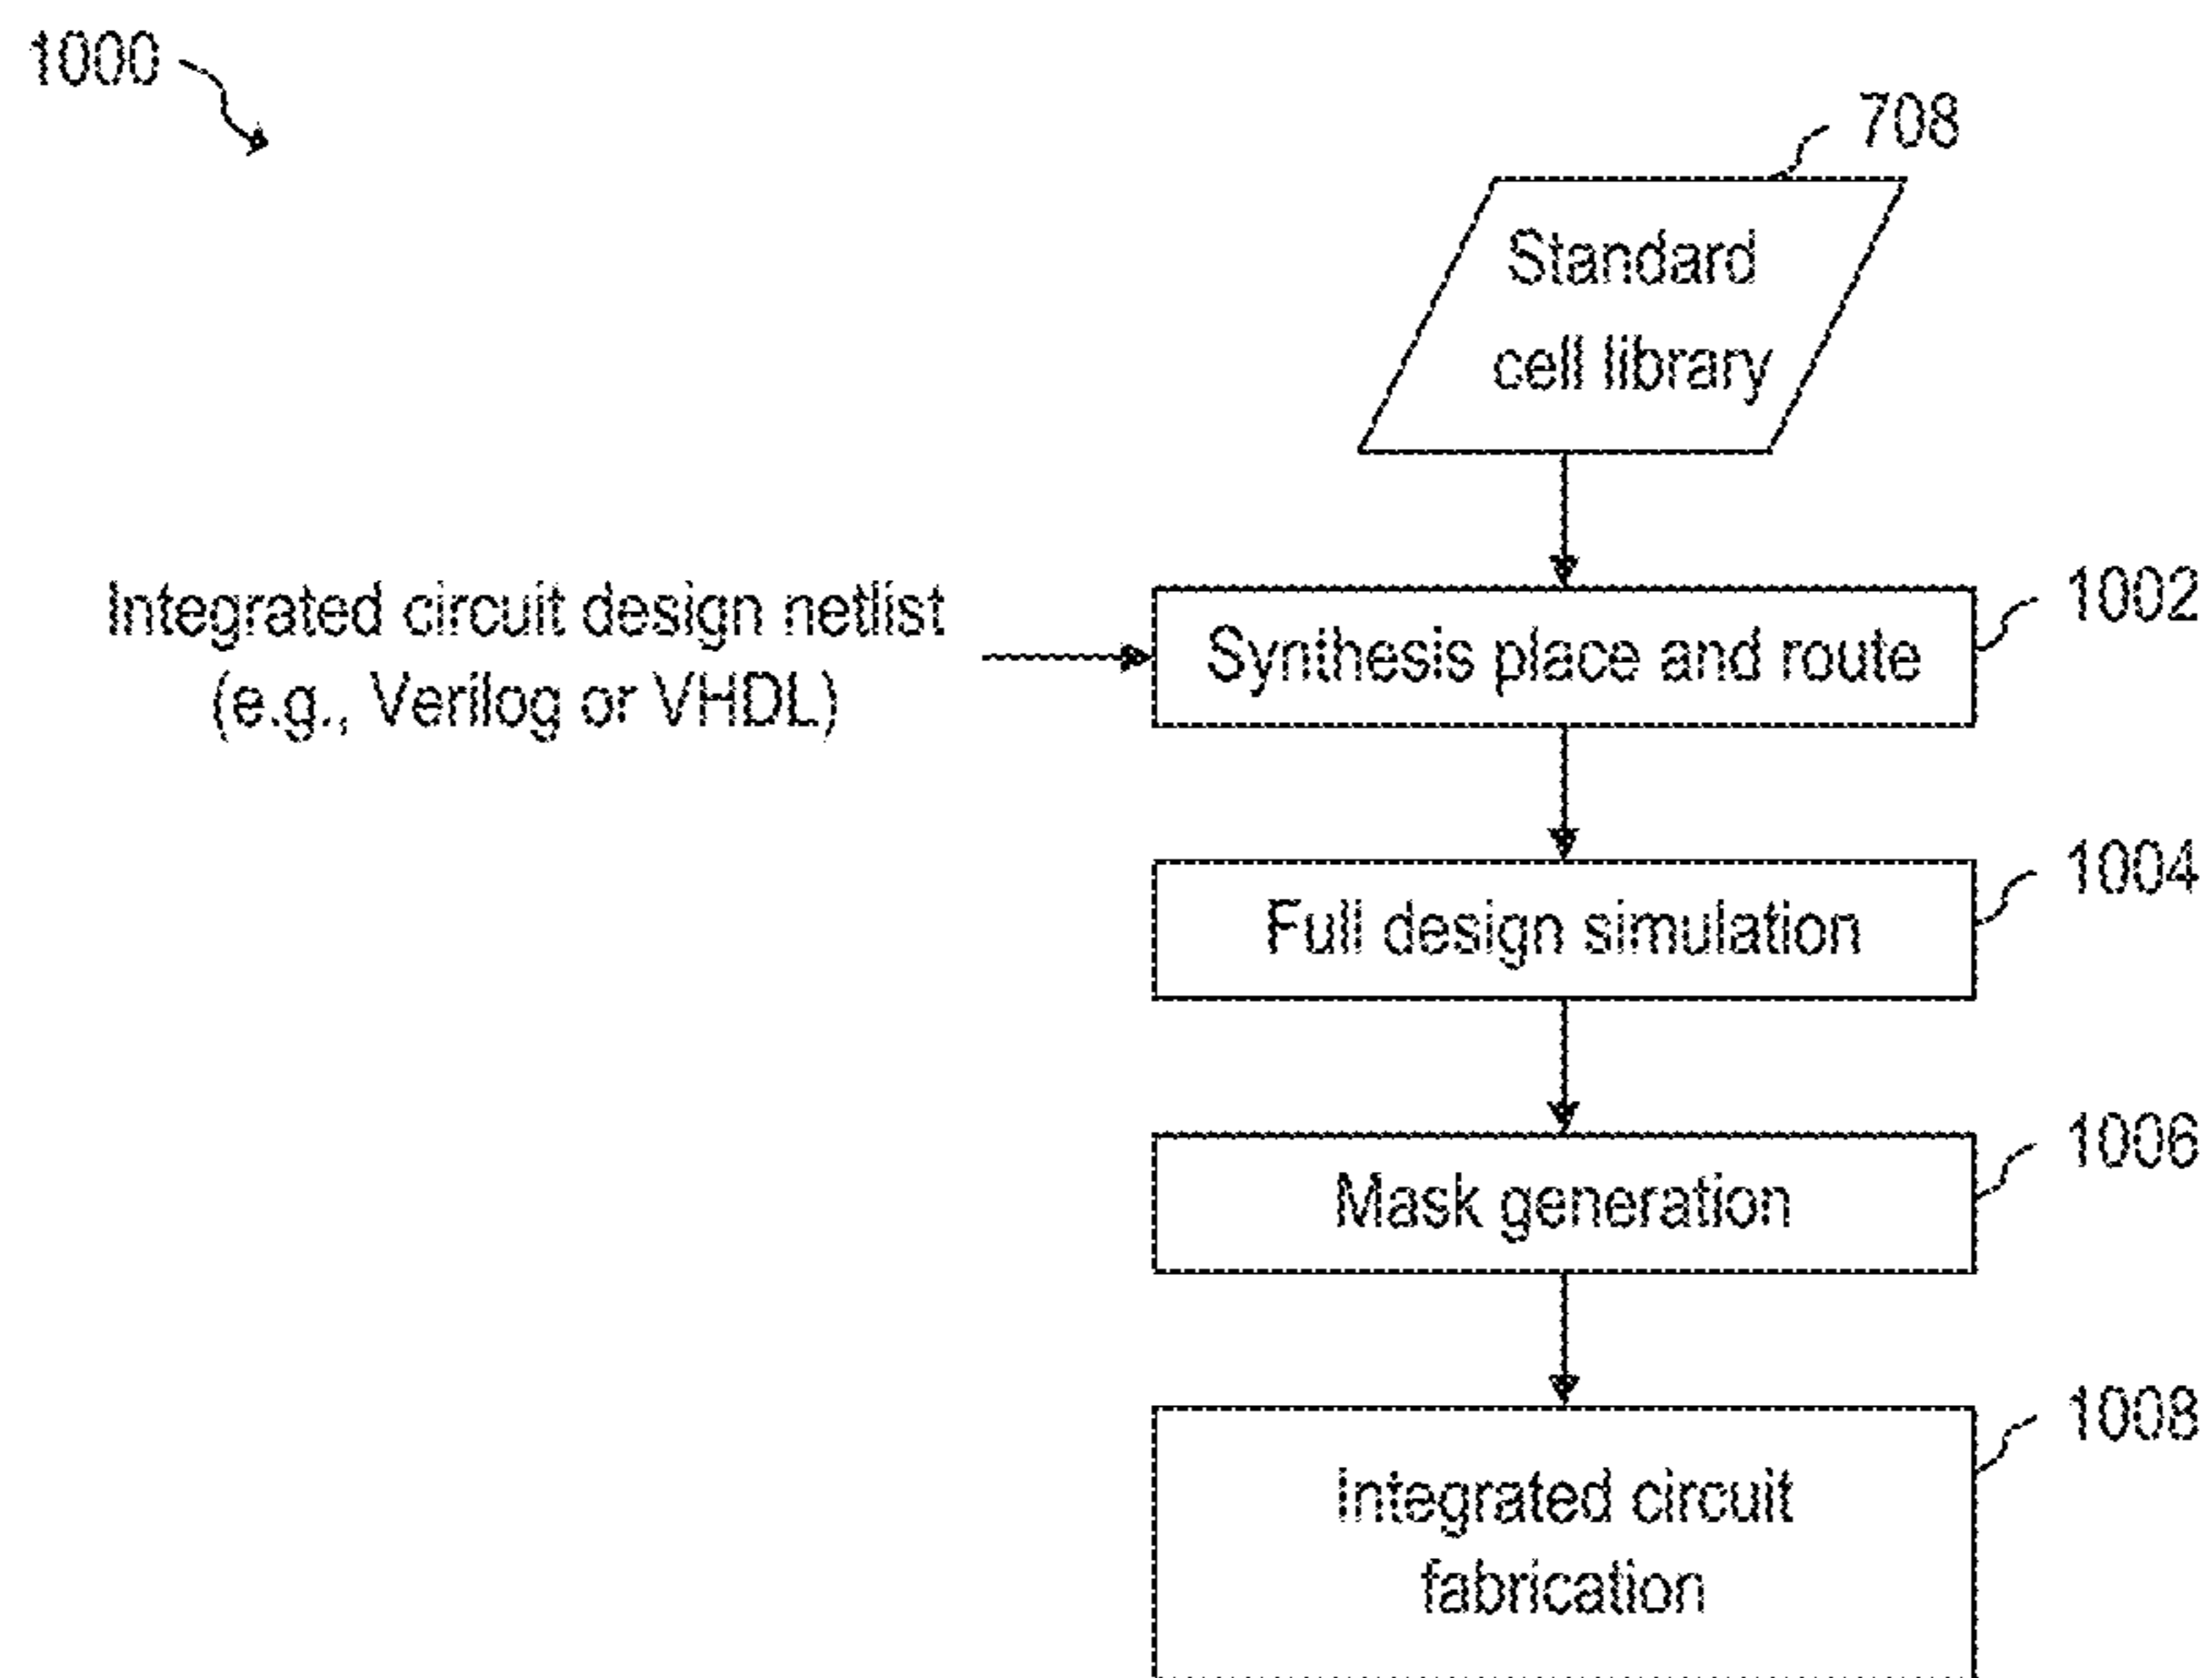 1000
708
Standard
cell library
Integrated circuit design netlist
(e.g., Verilog or VHDL)
Synthesis place and route
1002
Full design simulation
1004
Mask generation
1006
Integrated circuit
fabrication
1008